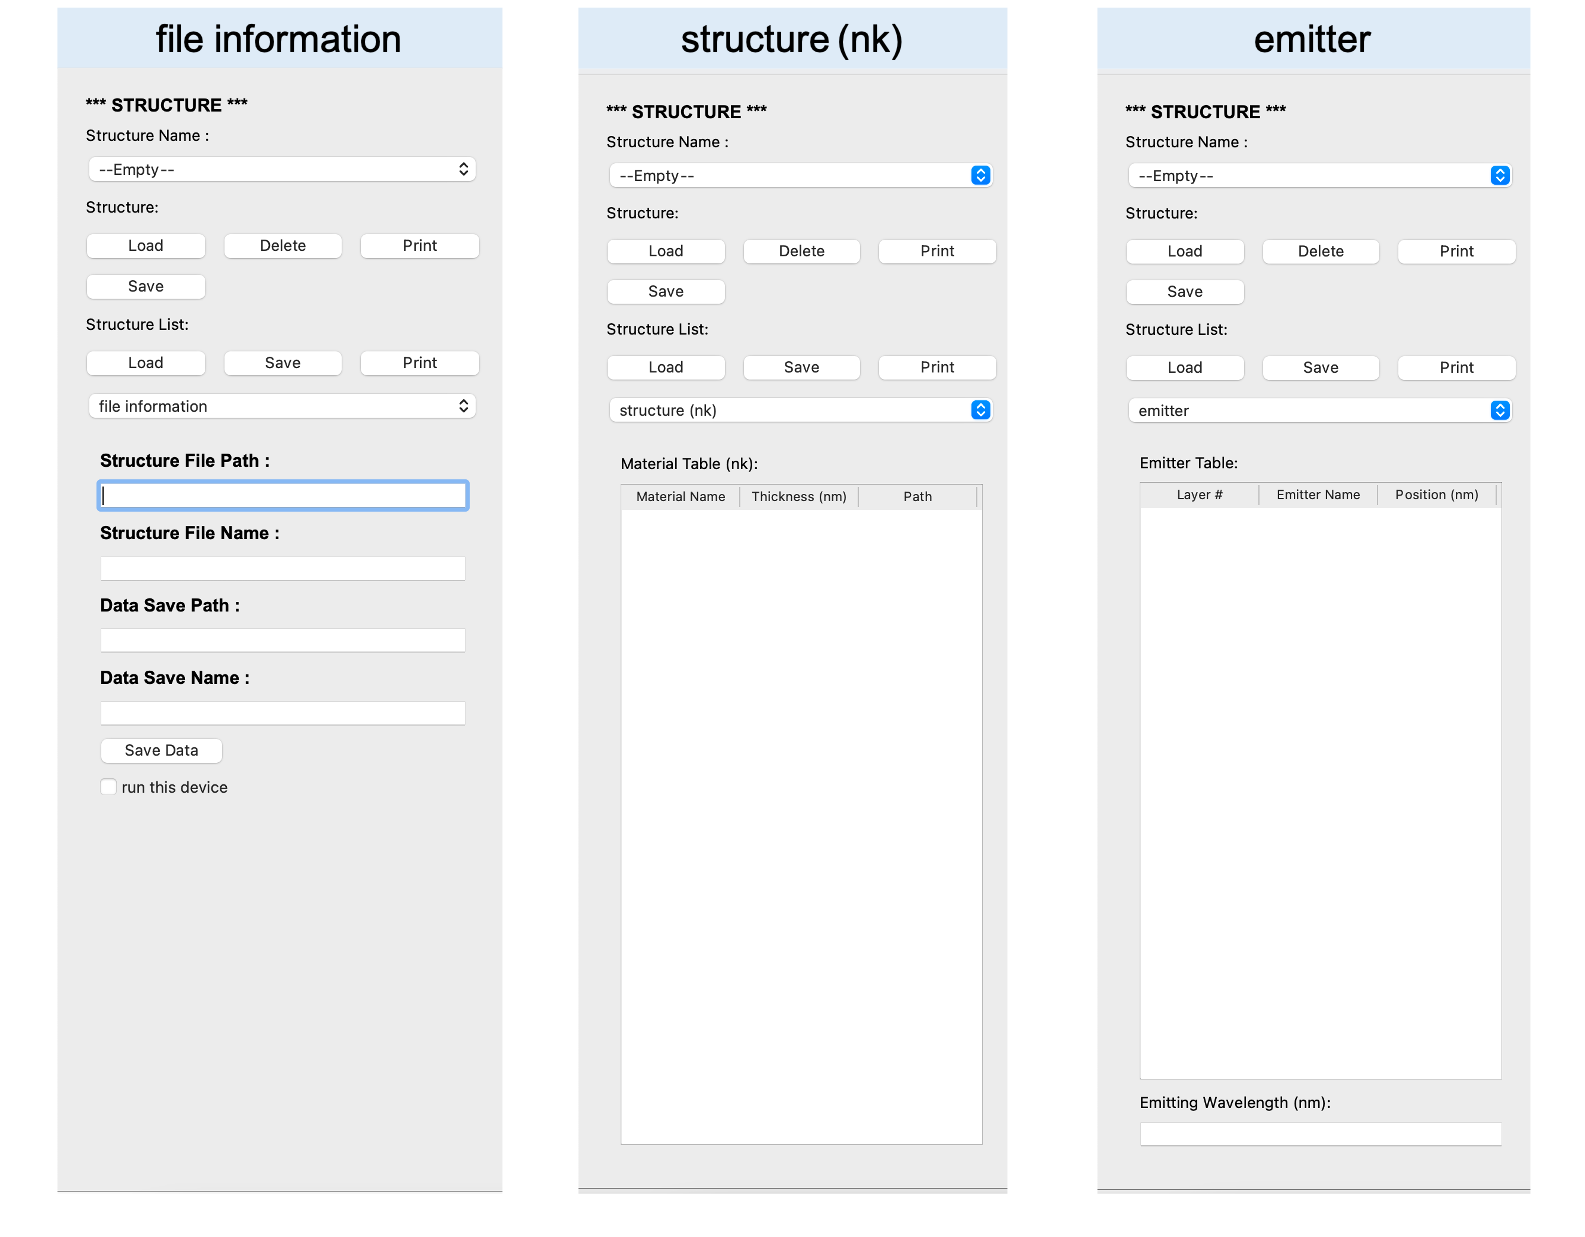 file information
*** STRUCTURE ***
Structure Name :
--Empty--
Structure:
Load Delete Print
Save
Structure List:
Load Save Print
file information
Structure File Path :
Structure File Name :
Data Save Path :
Data Save Name :
Save Data
run this device
structure (nk)
*** STRUCTURE ***
Structure Name :
--Empty--
Structure:
Load Delete Print
Save
Structure List:
Load Save Print
structure (nk)
Material Table (nk):
Material Name Thickness (nm) Path
emitter
*** STRUCTURE ***
Structure Name :
--Empty--
Structure:
Load Delete Print
Save
Structure List:
Load Save Print
emitter
Emitter Table:
Layer # Emitter Name Position (nm)
Emitting Wavelength (nm):